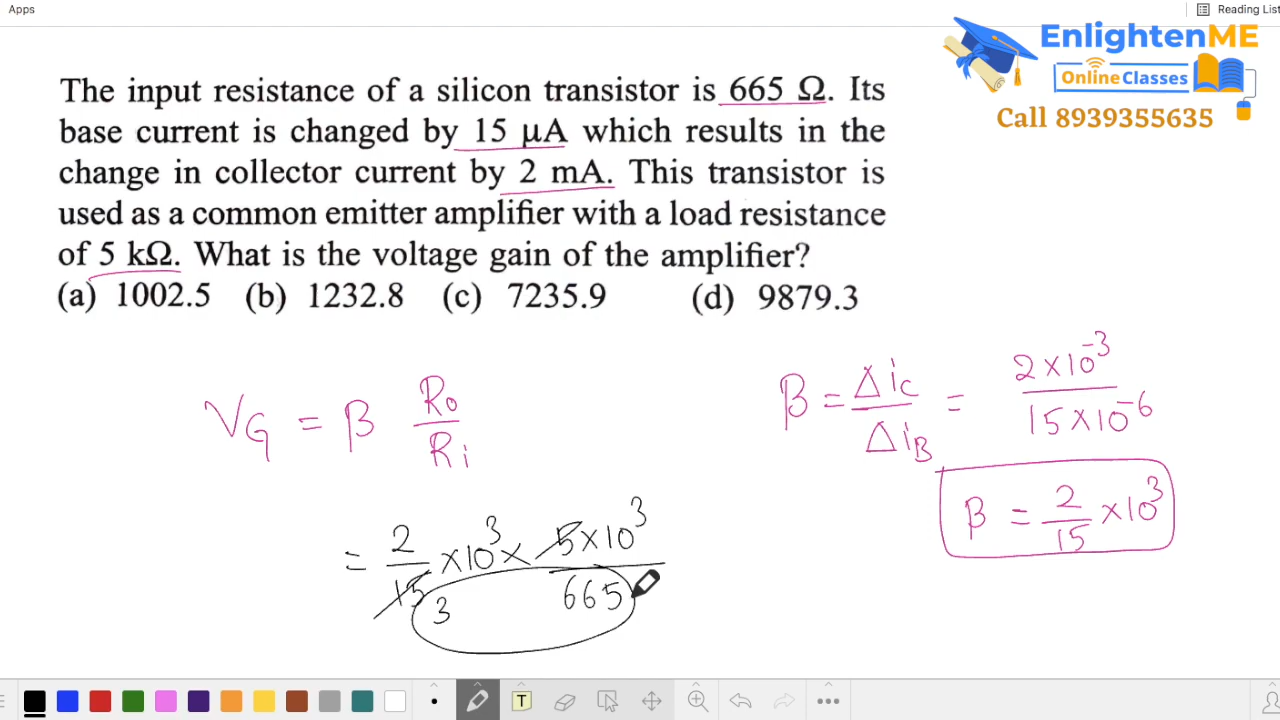 Apps
Reading List
EnlightenME
OnlineClasses
Call 8939355635
The input resistance of a silicon transistor is 665 Ω. Its
base current is changed by 15 μA which results in the
change in collector current by 2 mA. This transistor is
used as a common emitter amplifier with a load resistance
of 5 kΩ. What is the voltage gain of the amplifier?
(a) 1002.5 (b) 1232.8 (c) 7235.9 (d) 9879.3
VG = β Ro/Ri
β = Δic/ΔiB = 2×10^-3/15×10^-6
β = 2/15 ×10^3
= 2/15 ×10^3 × 5×10^3/665
3
T